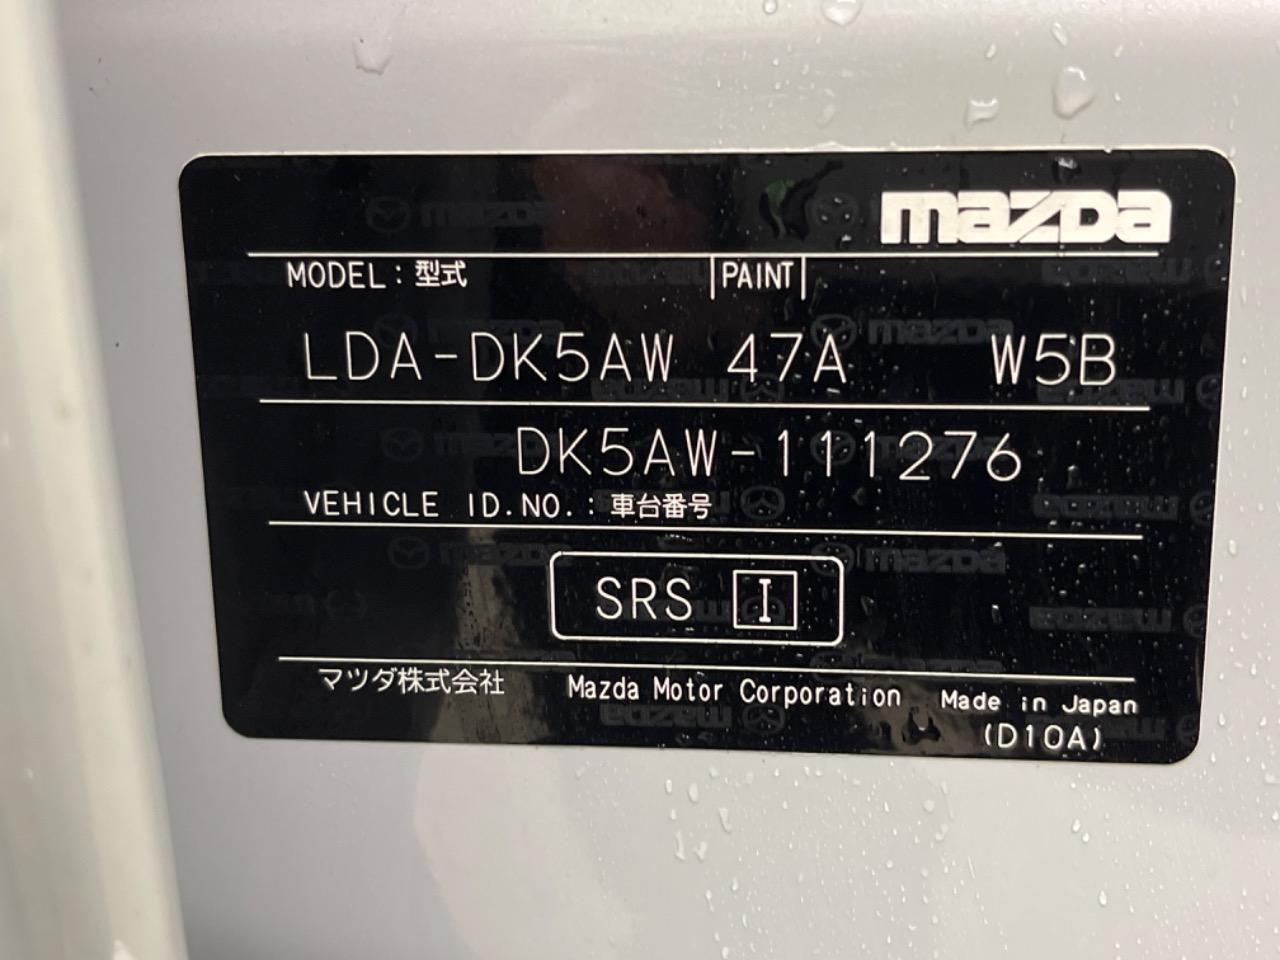 mazda
MODEL：型式 PAINT
LDA-DK5AW 47A W5B
DK5AW-111276
VEHICLE ID.NO.：車台番号
SRS I
マツダ株式会社 Mazda Motor Corporation Made in Japan
(D10A)